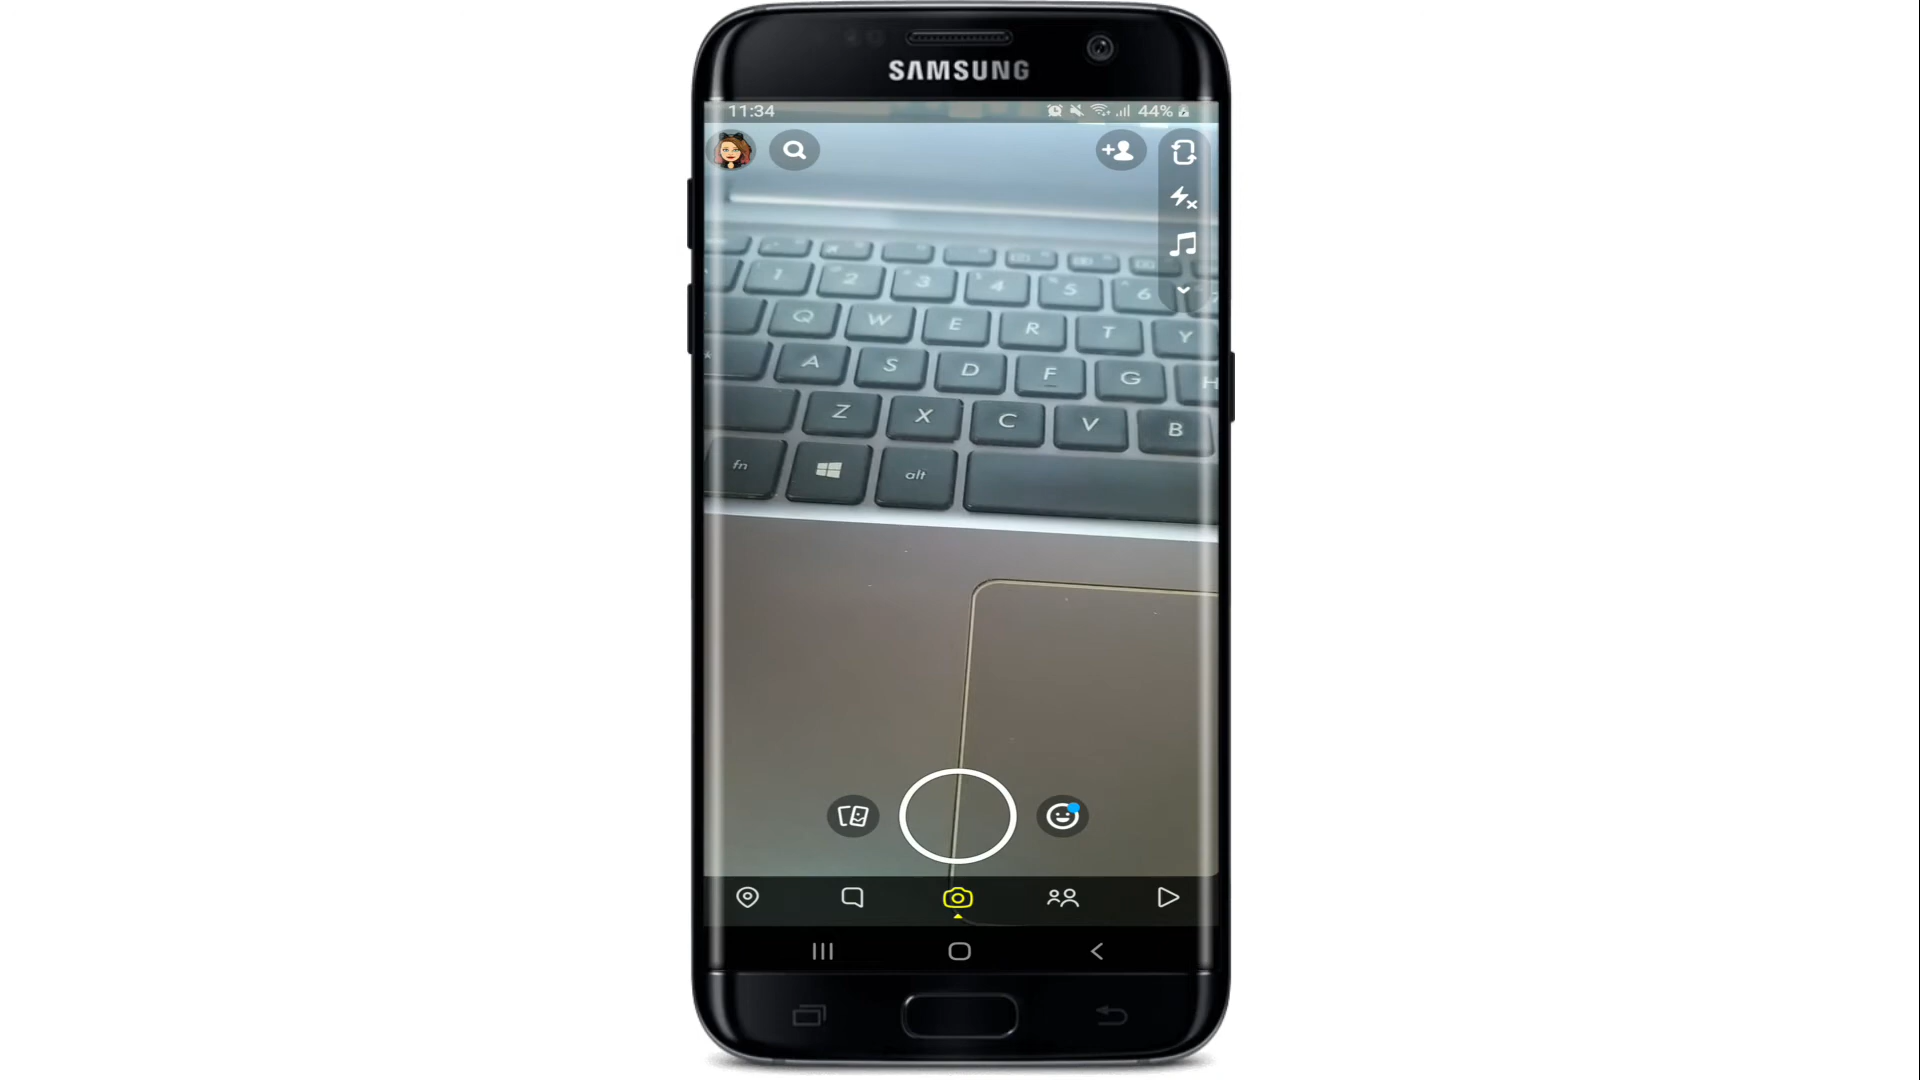 SAMSUNG
11:34 44%
1 2 3 4 5 6
Q W E R T Y
A S D F G H
Z X C V B
fn alt